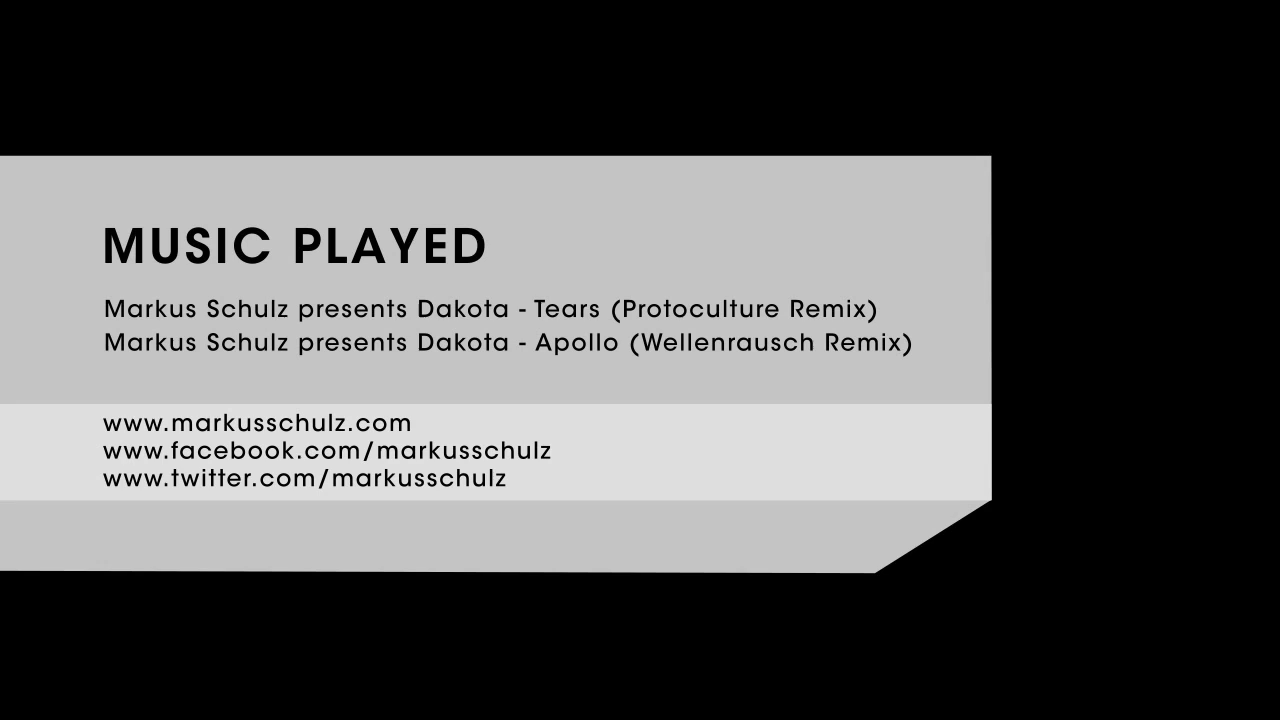 MUSIC PLAYED
Markus Schulz presents Dakota - Tears (Protoculture Remix)
Markus Schulz presents Dakota - Apollo (Wellenrausch Remix)
www.markusschulz.com
www.facebook.com/markusschulz
www.twitter.com/markusschulz